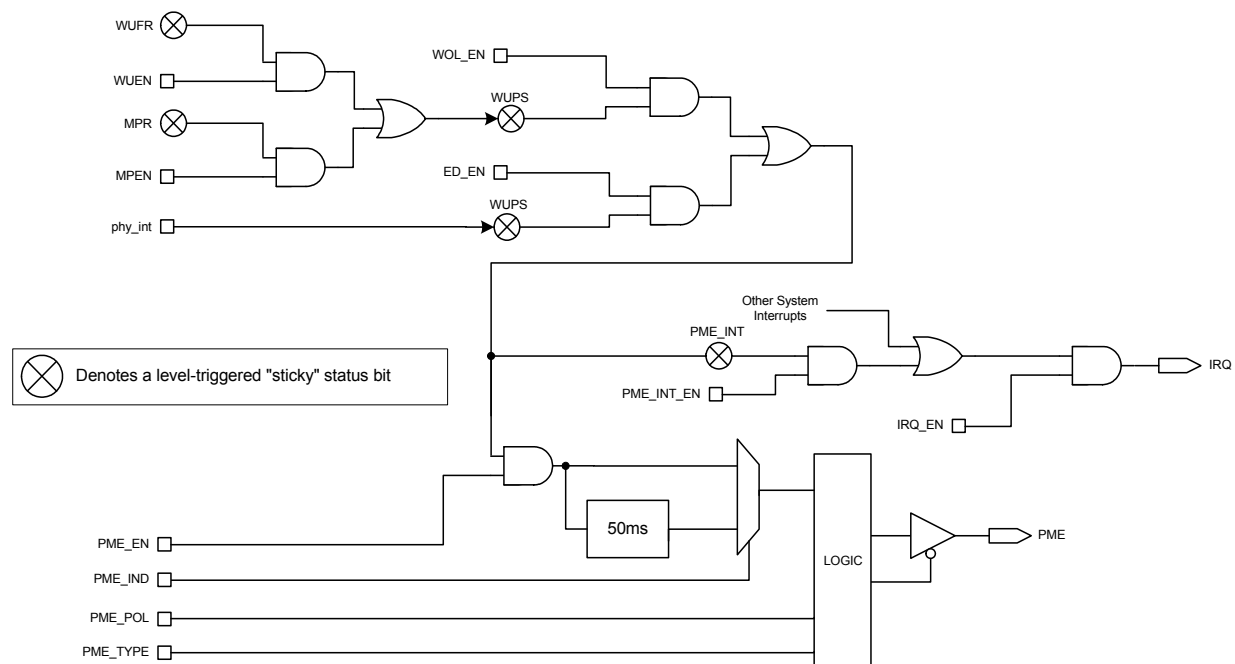 WUFR
WUEN
MPR
MPEN
phy_int
WOL_EN
WUPS
ED_EN
WUPS
Other System
Interrupts
PME_INT
PME_INT_EN
IRQ
IRQ_EN
Denotes a level-triggered "sticky" status bit
50ms
LOGIC
PME
PME_EN
PME_IND
PME_POL
PME_TYPE